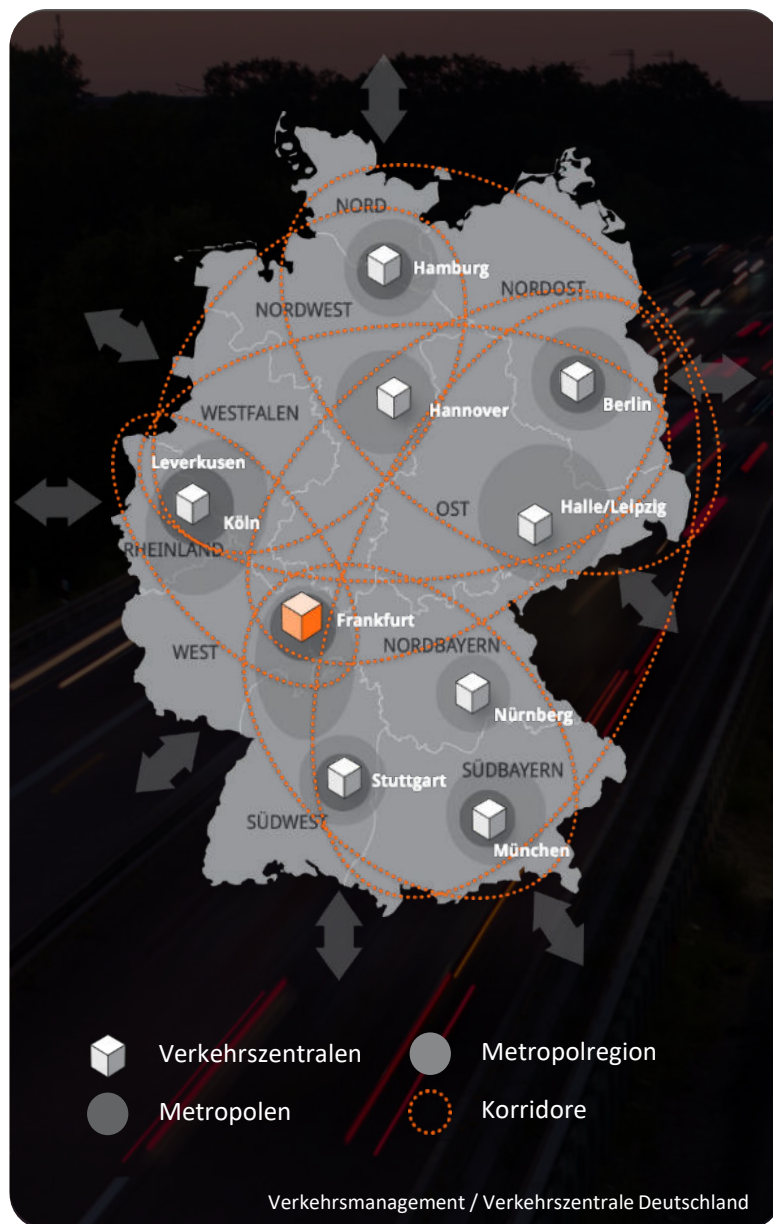 NORD
Hamburg
NORDOST
NORDWEST
Berlin
Hannover
WESTFALEN
Leverkusen
Halle/Leipzig
OST
Köln
RHEINLAND
Frankfurt
NORDBAYERN
WEST
Nürnberg
SÜDBAYERN
Stuttgart
SÜDWEST
München
Verkehrszentralen
Metropolregion
Metropolen
Korridore
Verkehrsmanagement / Verkehrszentrale Deutschland